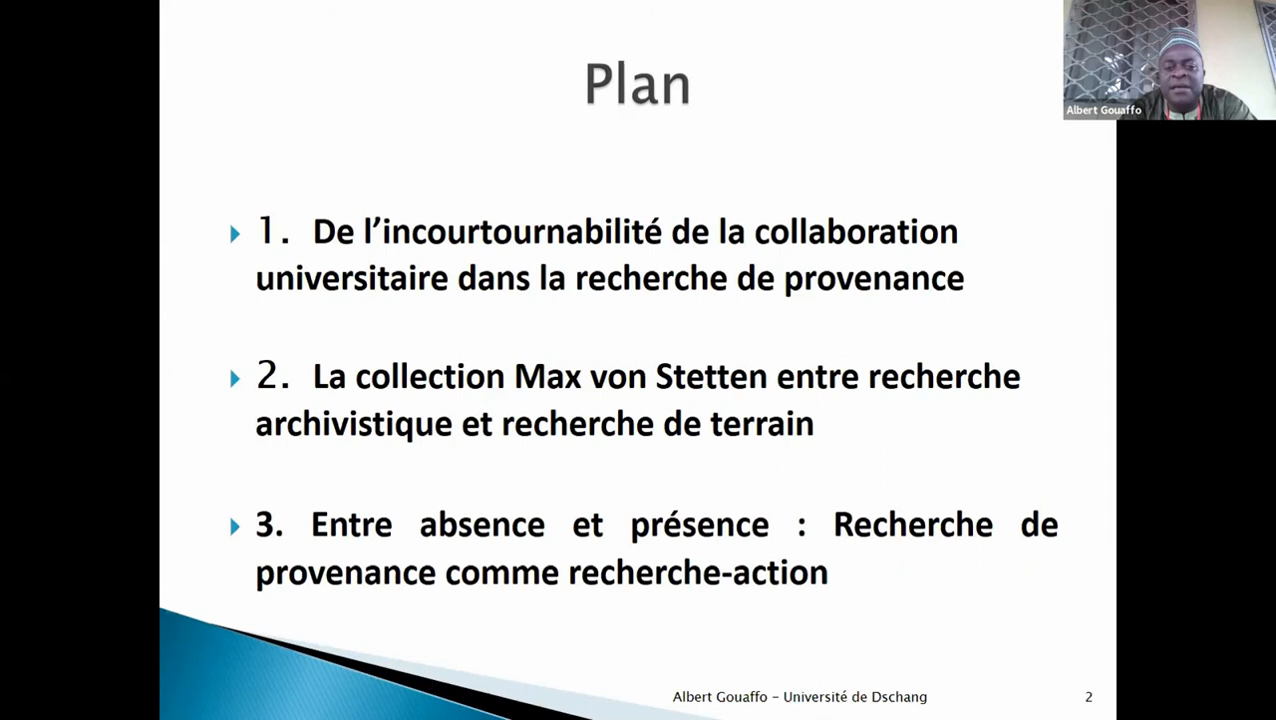 Plan
Albert Gouaffo
1. De l’incourtournabilité de la collaboration
universitaire dans la recherche de provenance
2. La collection Max von Stetten entre recherche
archivistique et recherche de terrain
3. Entre absence et présence : Recherche de
provenance comme recherche-action
Albert Gouaffo – Université de Dschang
2